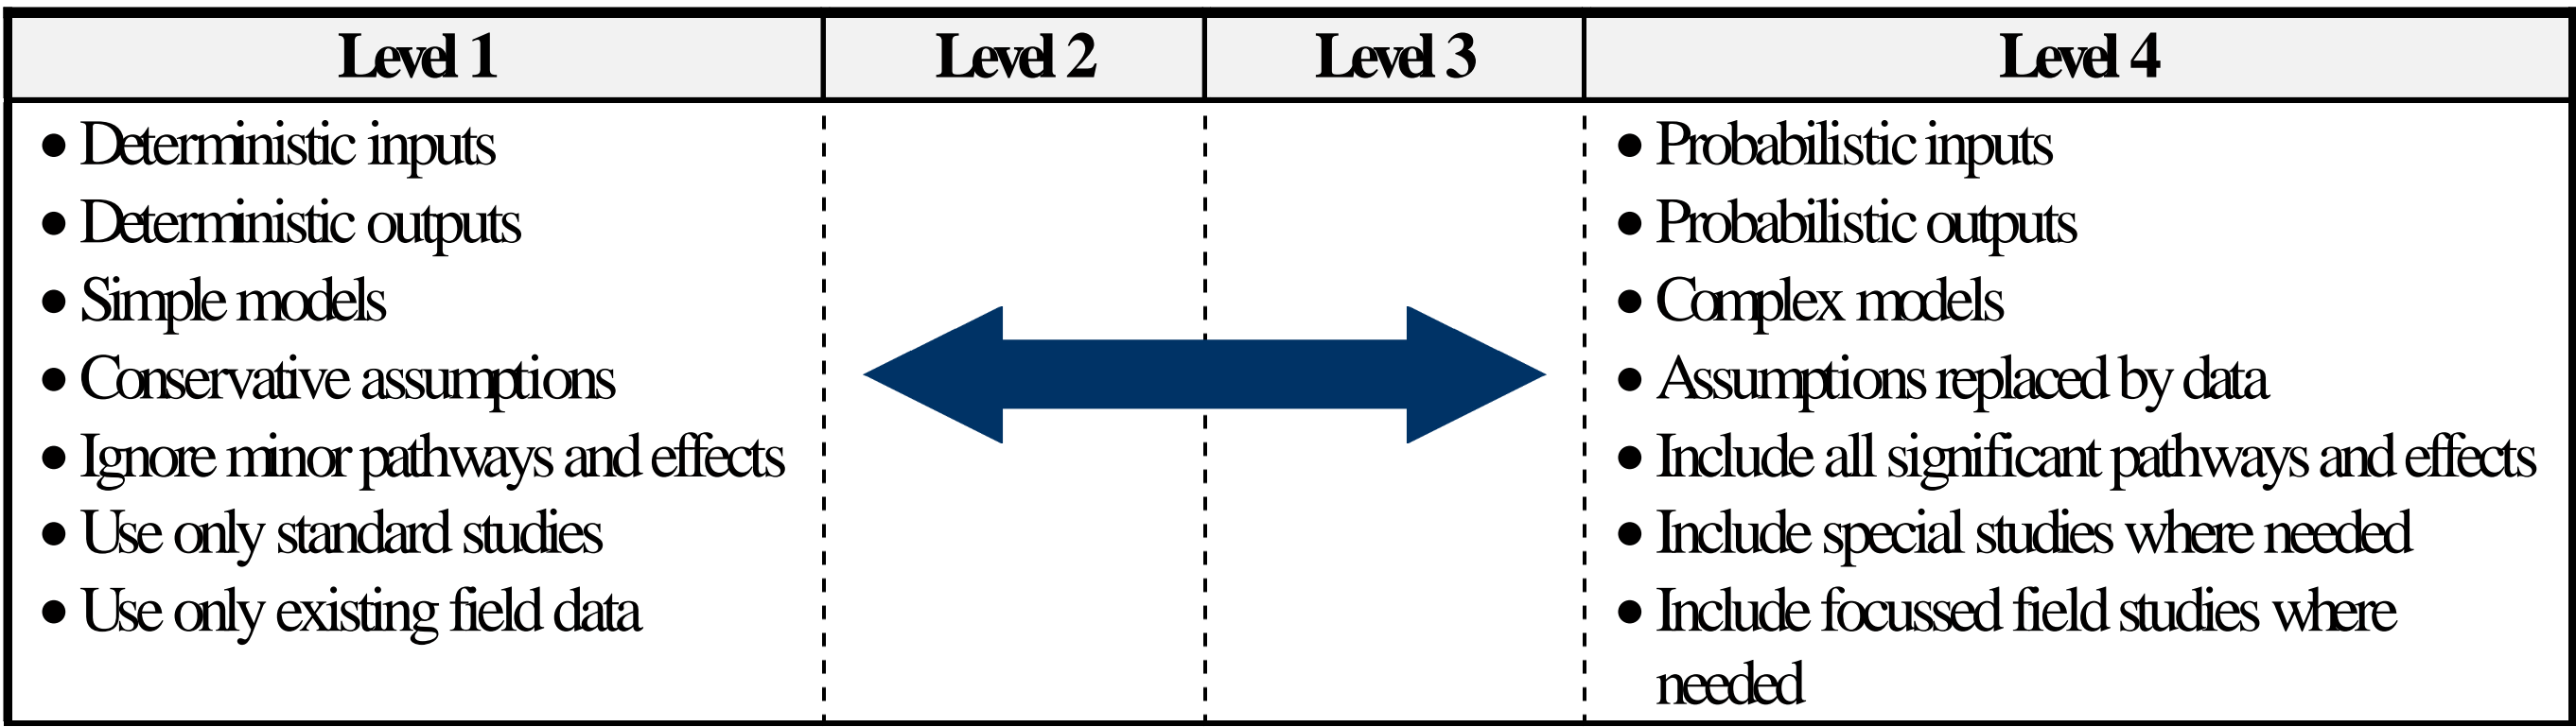 Level 1
Level 2
Level 3
Level 4
● Deterministic inputs
● Deterministic outputs
● Simple models
● Conservative assumptions
● Ignore minor pathways and effects
● Use only standard studies
● Use only existing field data
● Probabilistic inputs
● Probabilistic outputs
● Complex models
● Assumptions replaced by data
● Include all significant pathways and effects
● Include special studies where needed
● Include focussed field studies where
needed